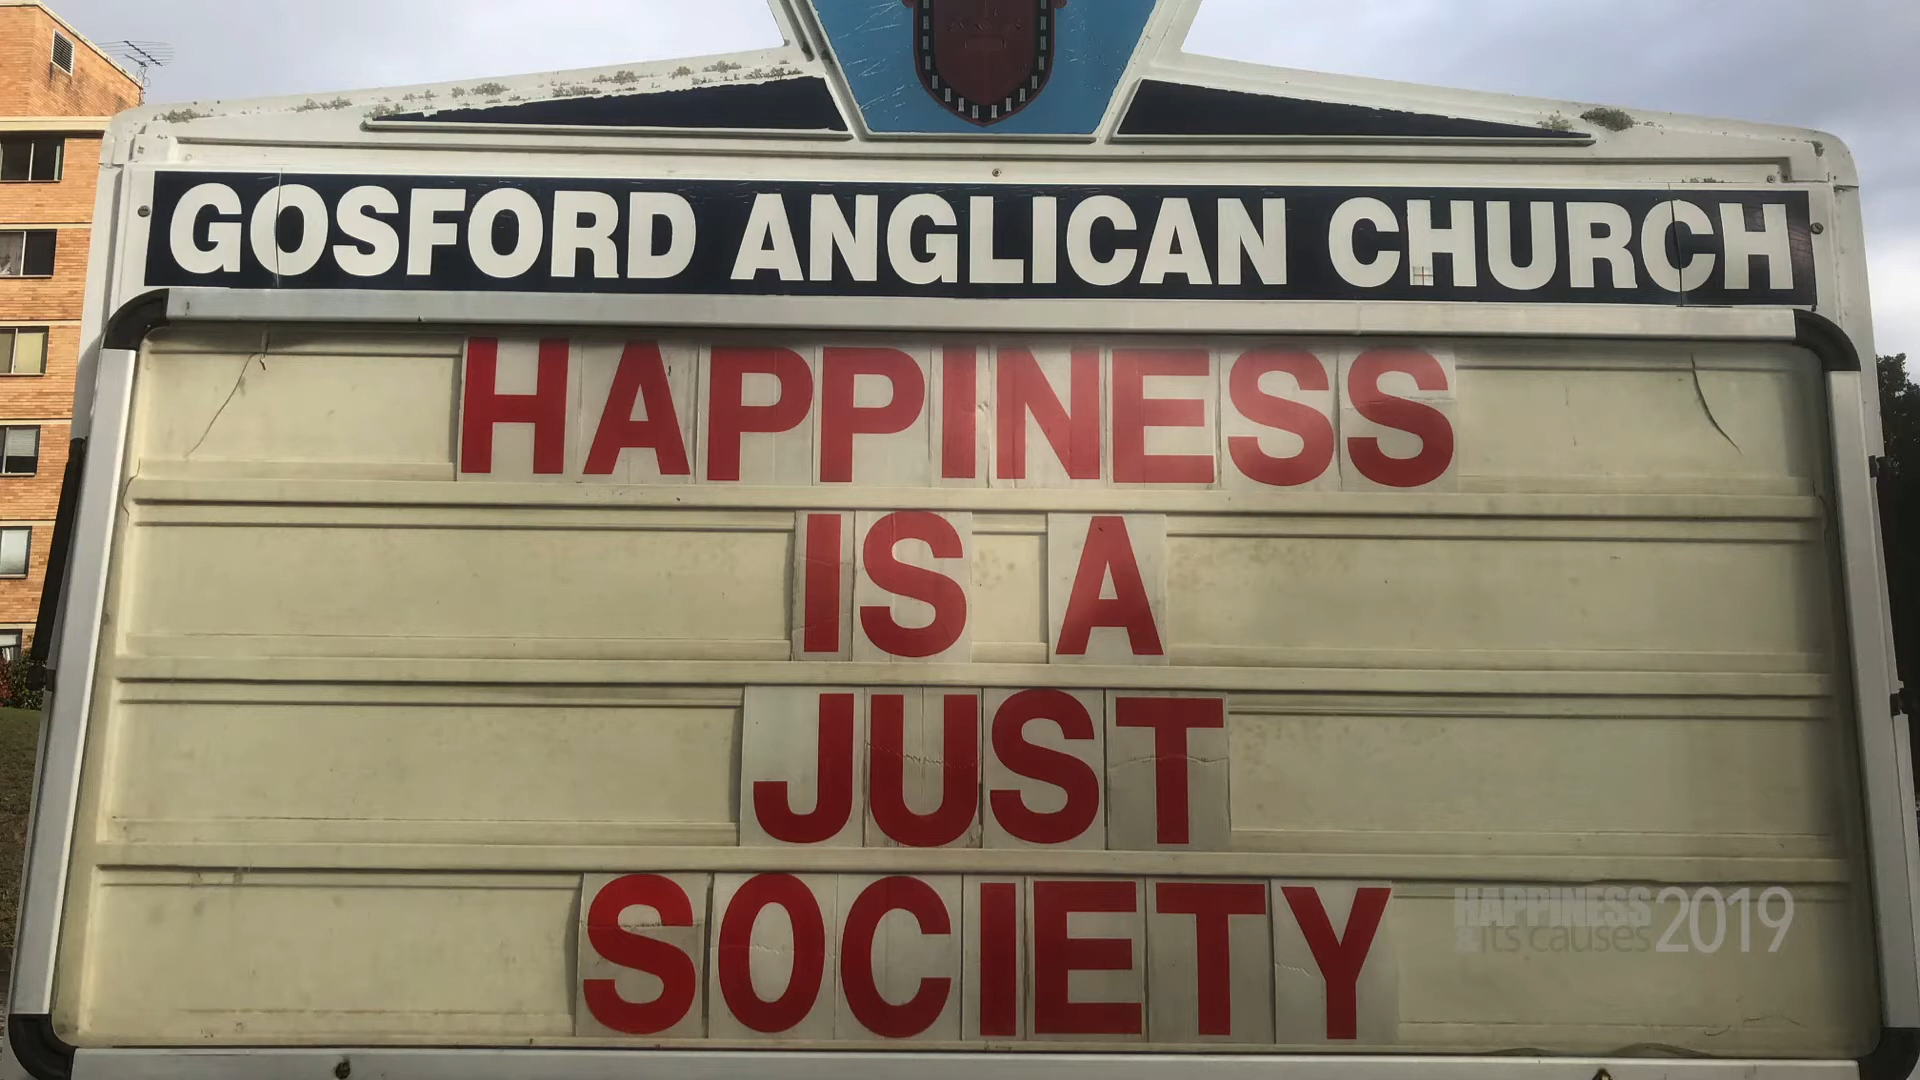 GOSFORD ANGLICAN CHURCH
HAPPINESS
IS A
JUST
SOCIETY
HAPPINESS
& its causes 2019